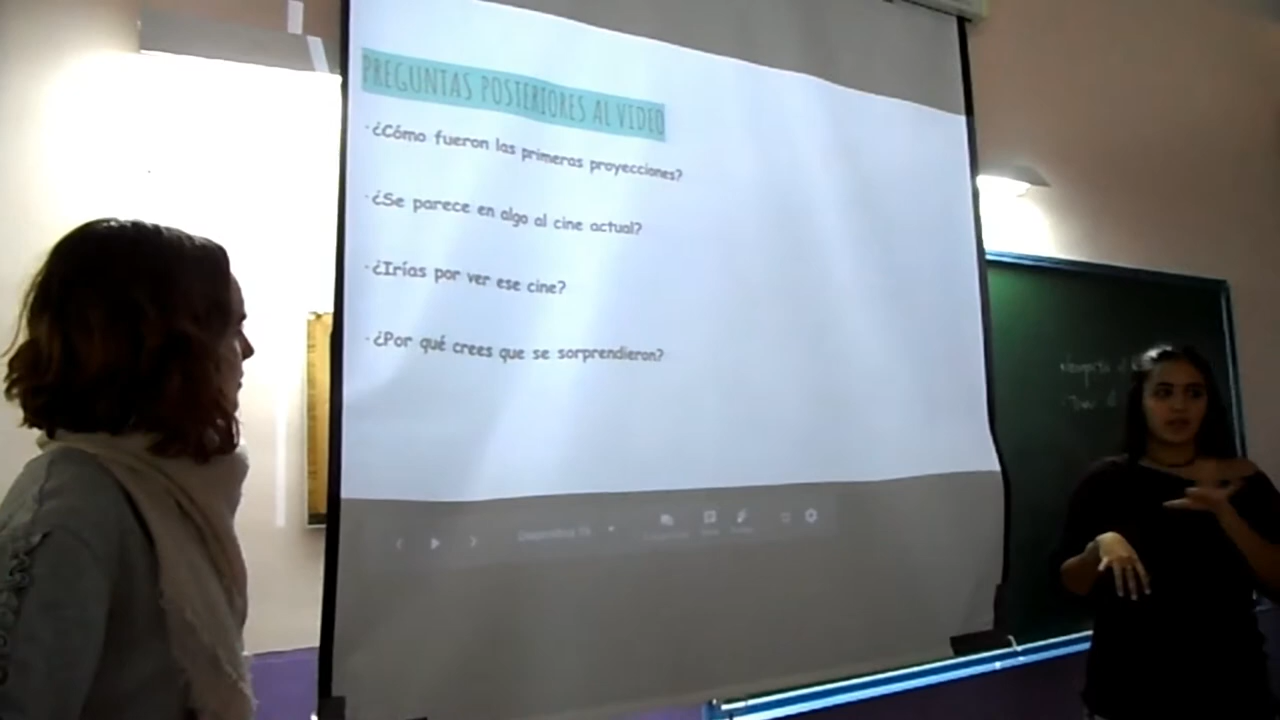 PREGUNTAS POSTERIORES AL VIDEO
· ¿Cómo fueron las primeras proyecciones?
· ¿Se parece en algo al cine actual?
· ¿Irías por ver ese cine?
· ¿Por qué crees que se sorprendieron?